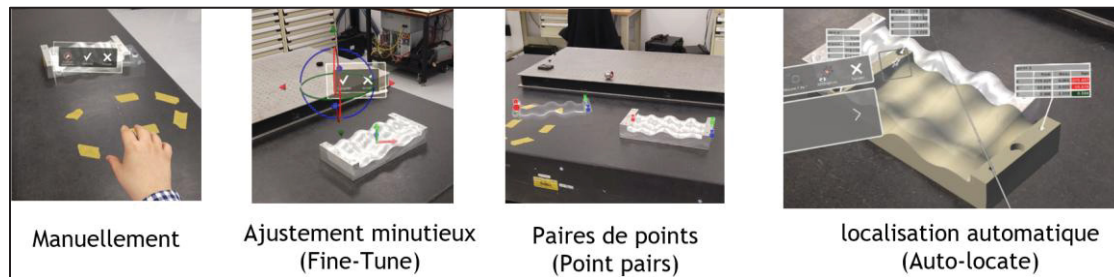 Manuellement
Ajustement minutieux
(Fine-Tune)
Paires de points
(Point pairs)
localisation automatique
(Auto-locate)